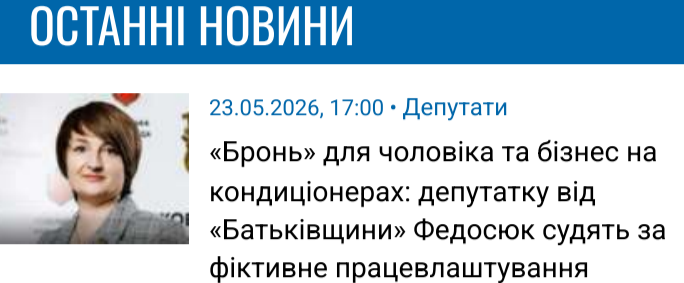 ОСТАННІ НОВИНИ
23.05.2026, 17:00 • Депутати
«Бронь» для чоловіка та бізнес на
кондиціонерах: депутатку від
«Батьківщини» Федосюк судять за
фіктивне працевлаштування